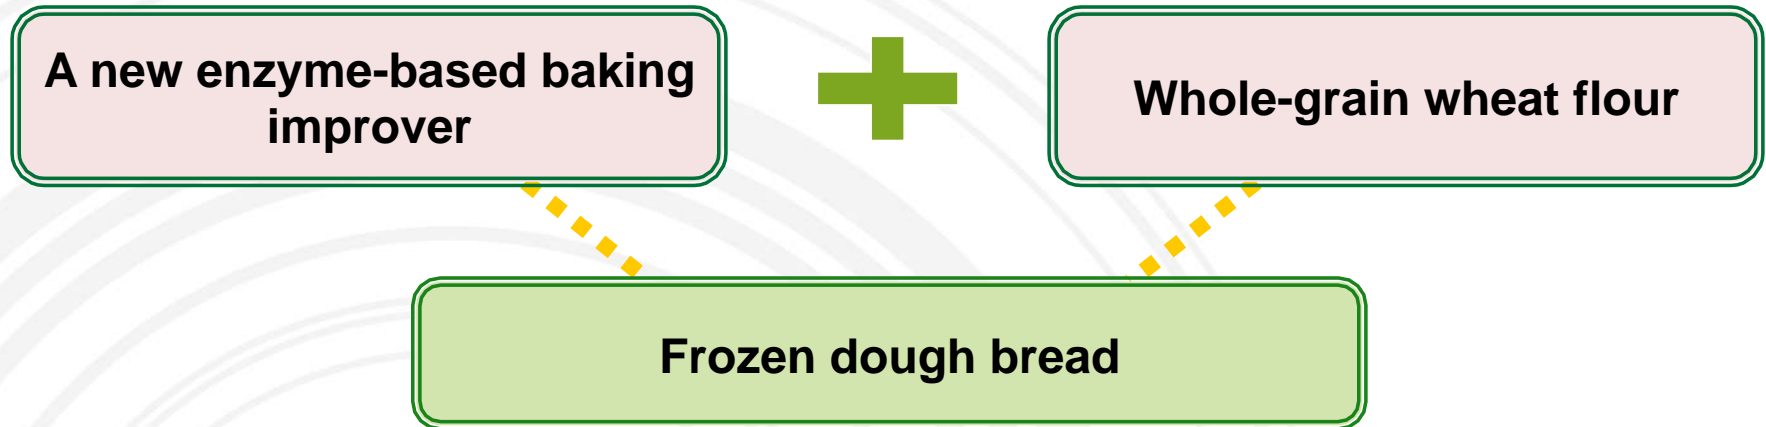 A new enzyme-based baking
improver
Whole-grain wheat flour
Frozen dough bread